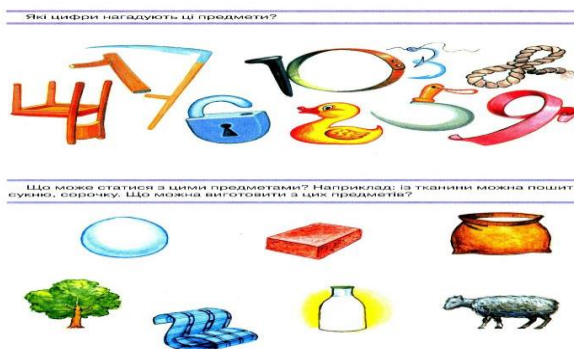 Які цифри нагадують ці предмети?
Що може статися з цими предметами? Наприклад: із тканини можна пошит
сукню, сорочку. Що можна виготовити з цих предметів?